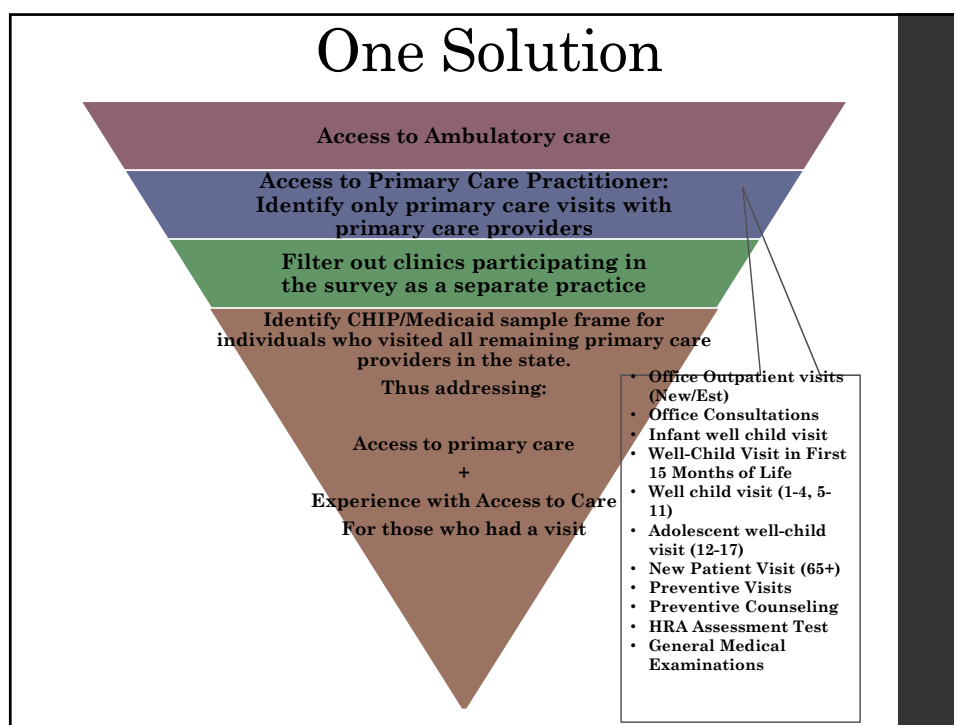 One Solution
Access to Ambulatory care
Access to Primary Care Practitioner:
Identify only primary care visits with
primary care providers
Filter out clinics participating in
the survey as a separate practice
Identify CHIP/Medicaid sample frame for
individuals who visited all remaining primary care
providers in the state.
Thus addressing:
Access to primary care
+
Experience with Access to Care
For those who had a visit
• Office Outpatient visits
(New/Est)
• Office Consultations
• Infant well child visit
• Well-Child Visit in First
15 Months of Life
• Well child visit (1-4, 5-
11)
• Adolescent well-child
visit (12-17)
• New Patient Visit (65+)
• Preventive Visits
• Preventive Counseling
• HRA Assessment Test
• General Medical
Examinations